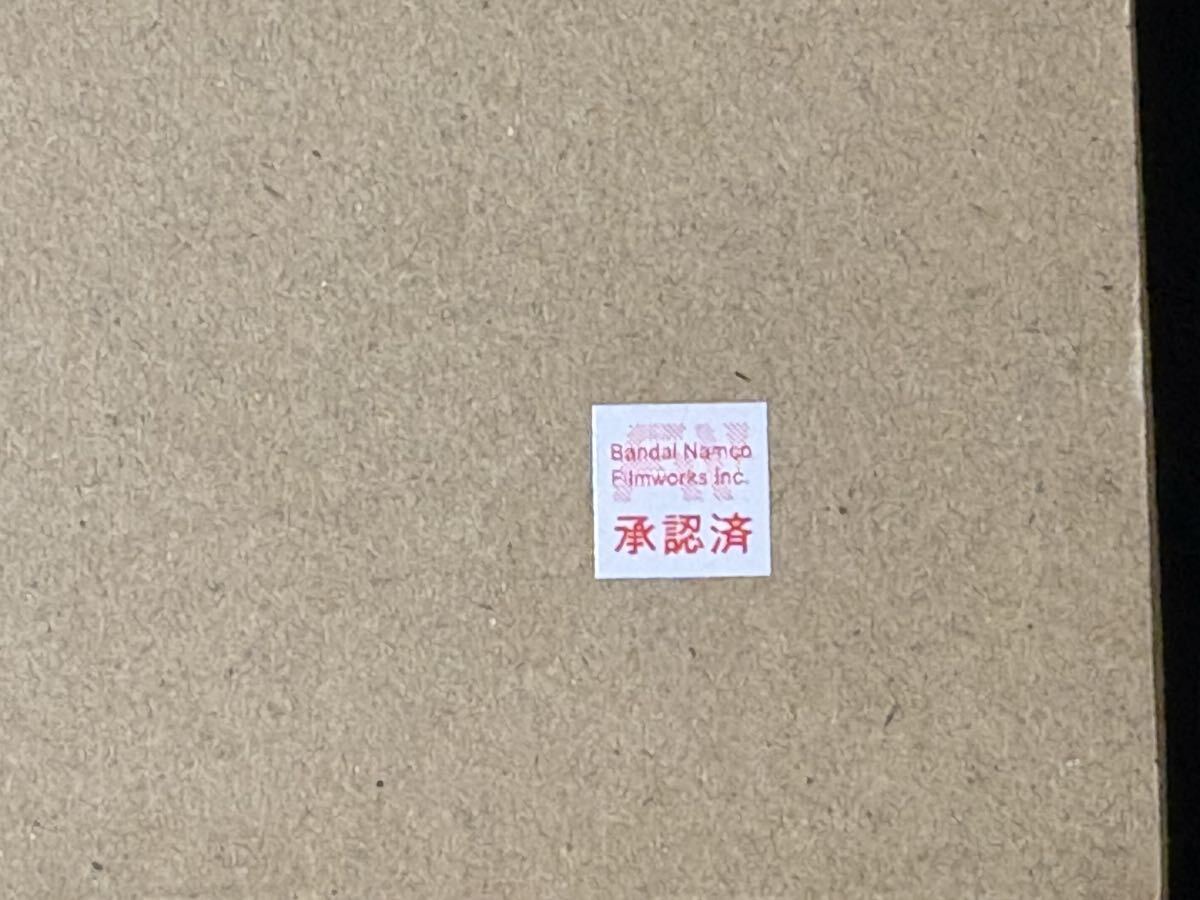 Bandai Namco
Filmworks Inc.
承認済